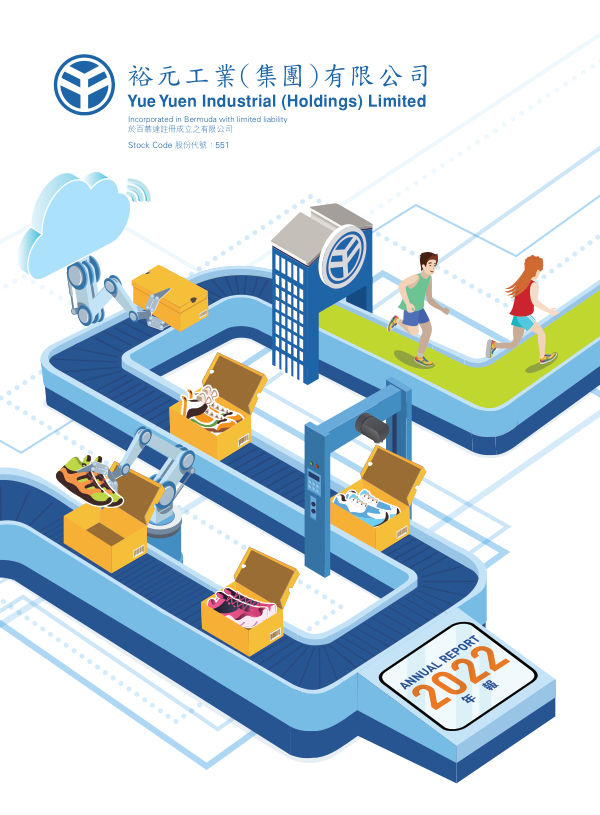 裕元工業(集團)有限公司
Yue Yuen Industrial (Holdings) Limited
Incorporated in Bermuda with limited liability
於百慕達註冊成立之有限公司
Stock Code 股份代號：551
ANNUAL REPORT
2022
年報